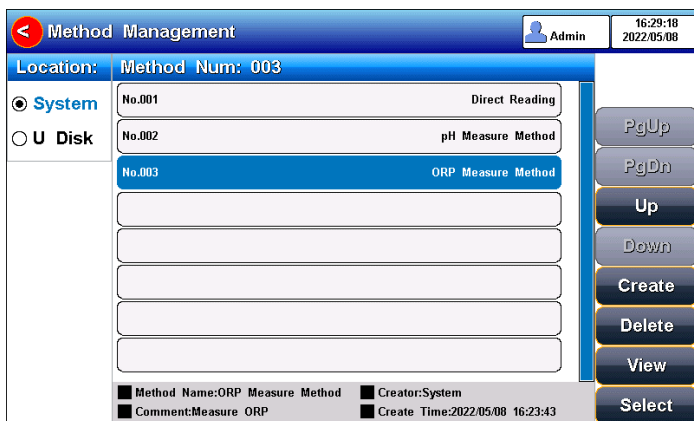 < Method Management
Admin
16:29:18
2022/05/08
Location:
Method Num: 003
System
U Disk
No.001 Direct Reading
No.002 pH Measure Method
No.003 ORP Measure Method
PgUp
PgDn
Up
Down
Create
Delete
View
Select
Method Name:ORP Measure Method
Creator:System
Comment:Measure ORP
Create Time:2022/05/08 16:23:43